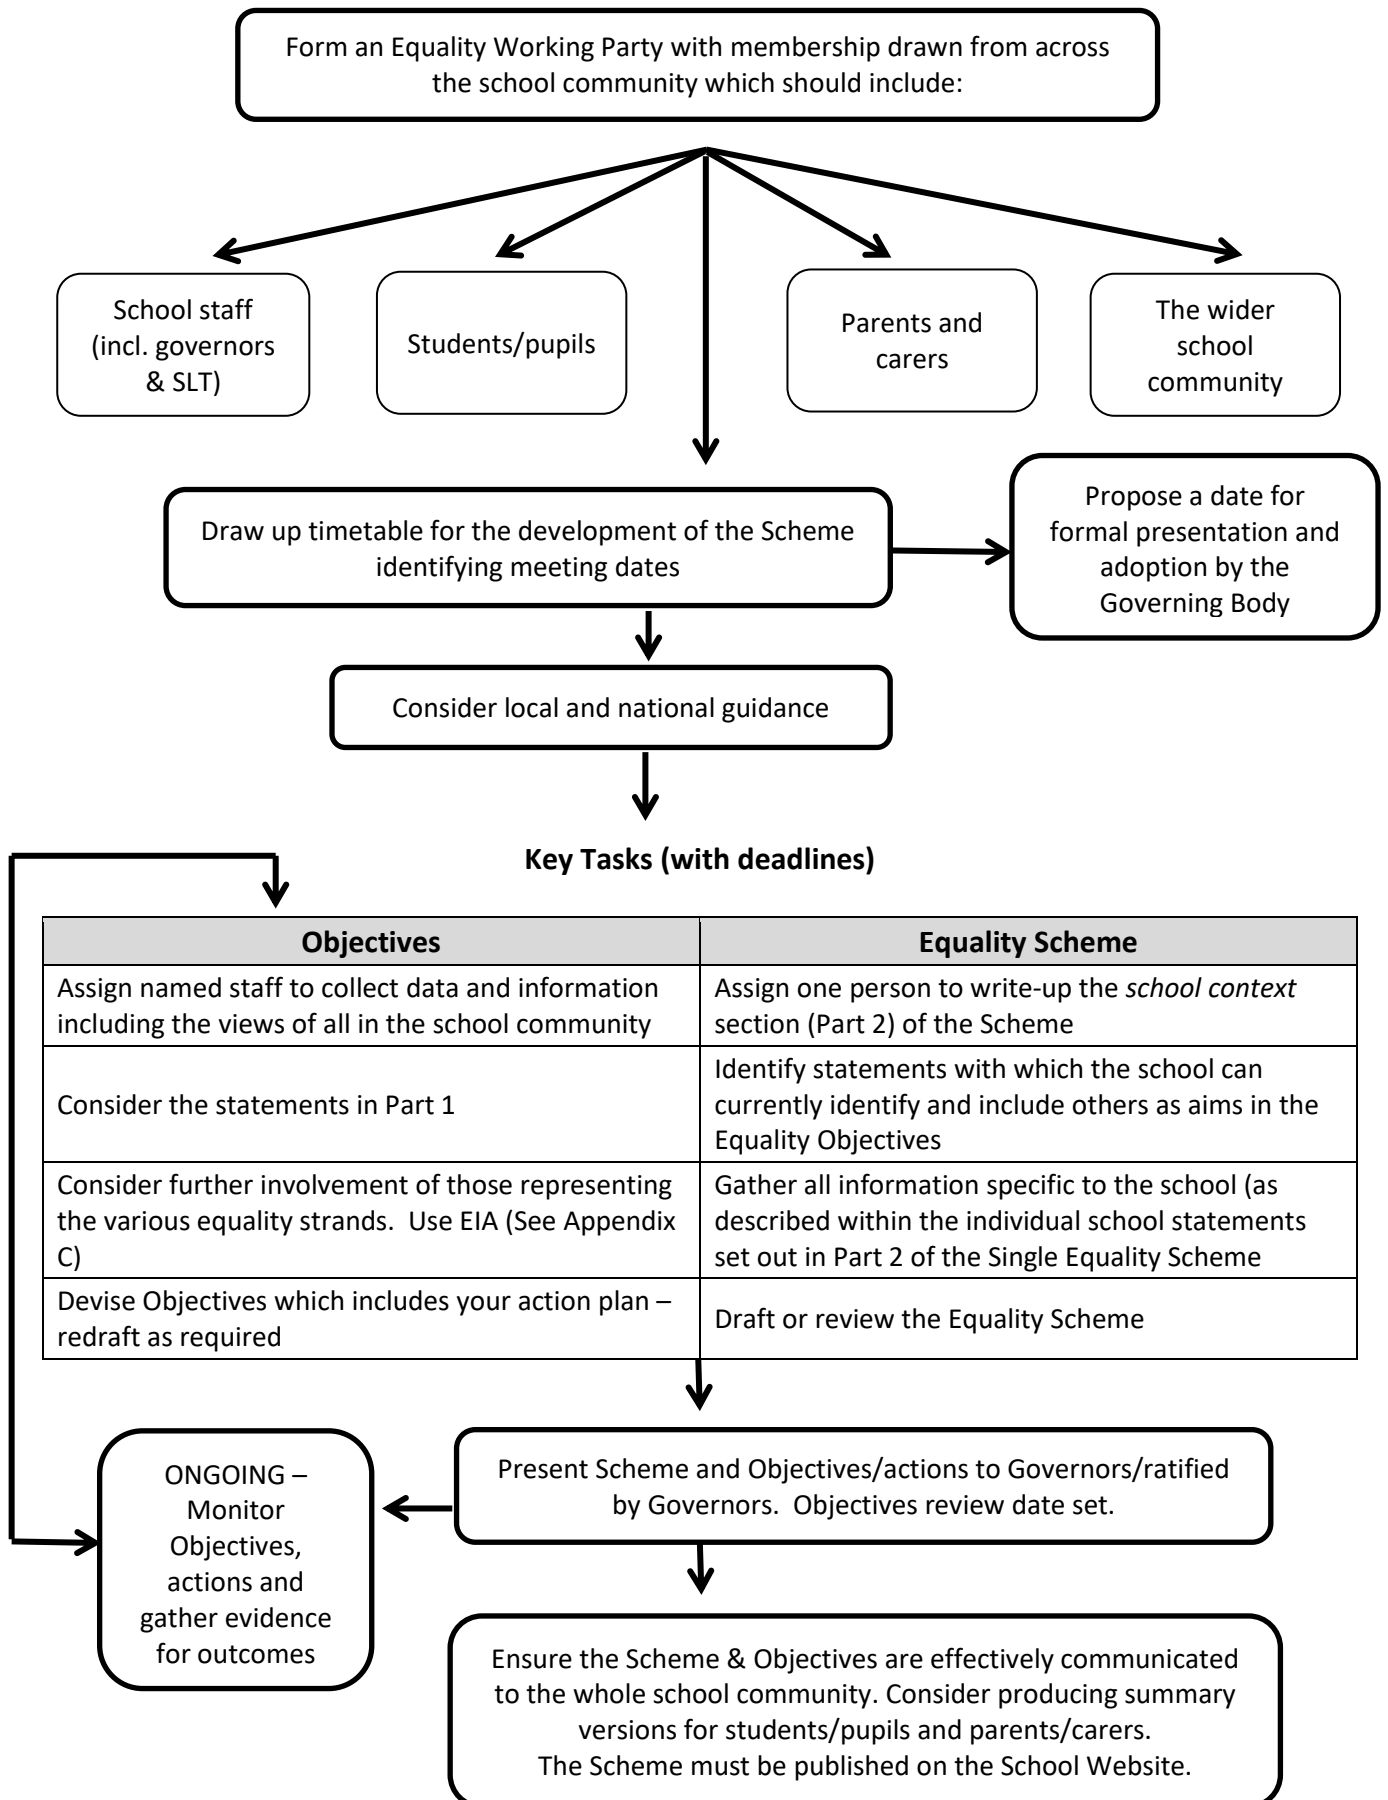 Form an Equality Working Party with membership drawn from across
the school community which should include:
School staff
(incl. governors
& SLT)
Students/pupils
Parents and
carers
The wider
school
community
Draw up timetable for the development of the Scheme
identifying meeting dates
Propose a date for
formal presentation and
adoption by the
Governing Body
Consider local and national guidance
Key Tasks (with deadlines)
Objectives
Equality Scheme
Assign named staff to collect data and information
including the views of all in the school community
Assign one person to write-up the school context
section (Part 2) of the Scheme
Consider the statements in Part 1
Identify statements with which the school can
currently identify and include others as aims in the
Equality Objectives
Consider further involvement of those representing
the various equality strands.  Use EIA (See Appendix
C)
Gather all information specific to the school (as
described within the individual school statements
set out in Part 2 of the Single Equality Scheme
Devise Objectives which includes your action plan –
redraft as required
Draft or review the Equality Scheme
ONGOING –
Monitor
Objectives,
actions and
gather evidence
for outcomes
Present Scheme and Objectives/actions to Governors/ratified
by Governors.  Objectives review date set.
Ensure the Scheme & Objectives are effectively communicated
to the whole school community. Consider producing summary
versions for students/pupils and parents/carers.
The Scheme must be published on the School Website.